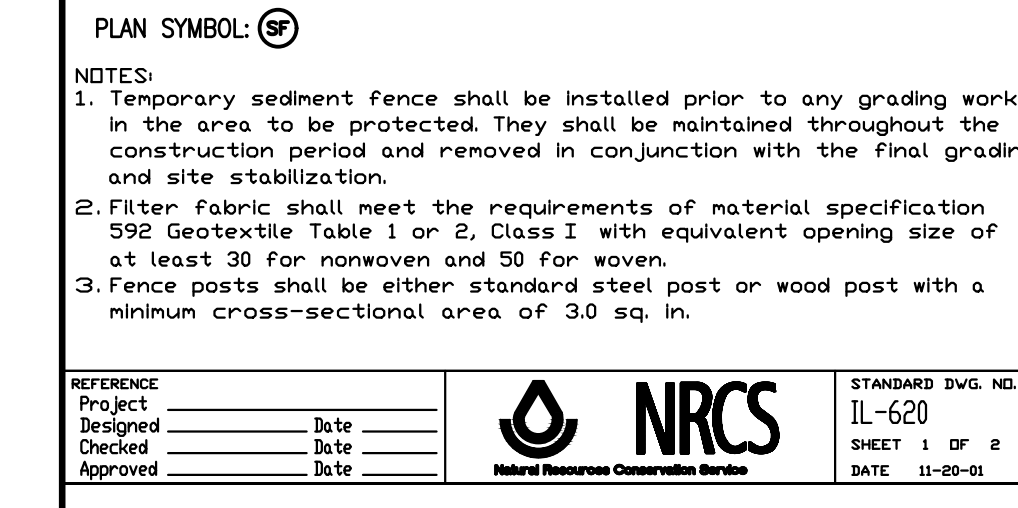 PLAN SYMBOL: SF
NOTES:
1. Temporary sediment fence shall be installed prior to any grading work
in the area to be protected. They shall be maintained throughout the
construction period and removed in conjunction with the final gradin
and site stabilization.
2. Filter fabric shall meet the requirements of material specification
592 Geotextile Table 1 or 2, Class I with equivalent opening size of
at least 30 for nonwoven and 50 for woven.
3. Fence posts shall be either standard steel post or wood post with a
minimum cross-sectional area of 3.0 sq. in.
REFERENCE
Project
Designed Date
Checked Date
Approved Date
NRCS
Natural Resources Conservation Service
STANDARD DWG. NO.
IL-620
SHEET 1 OF 2
DATE 11-20-01